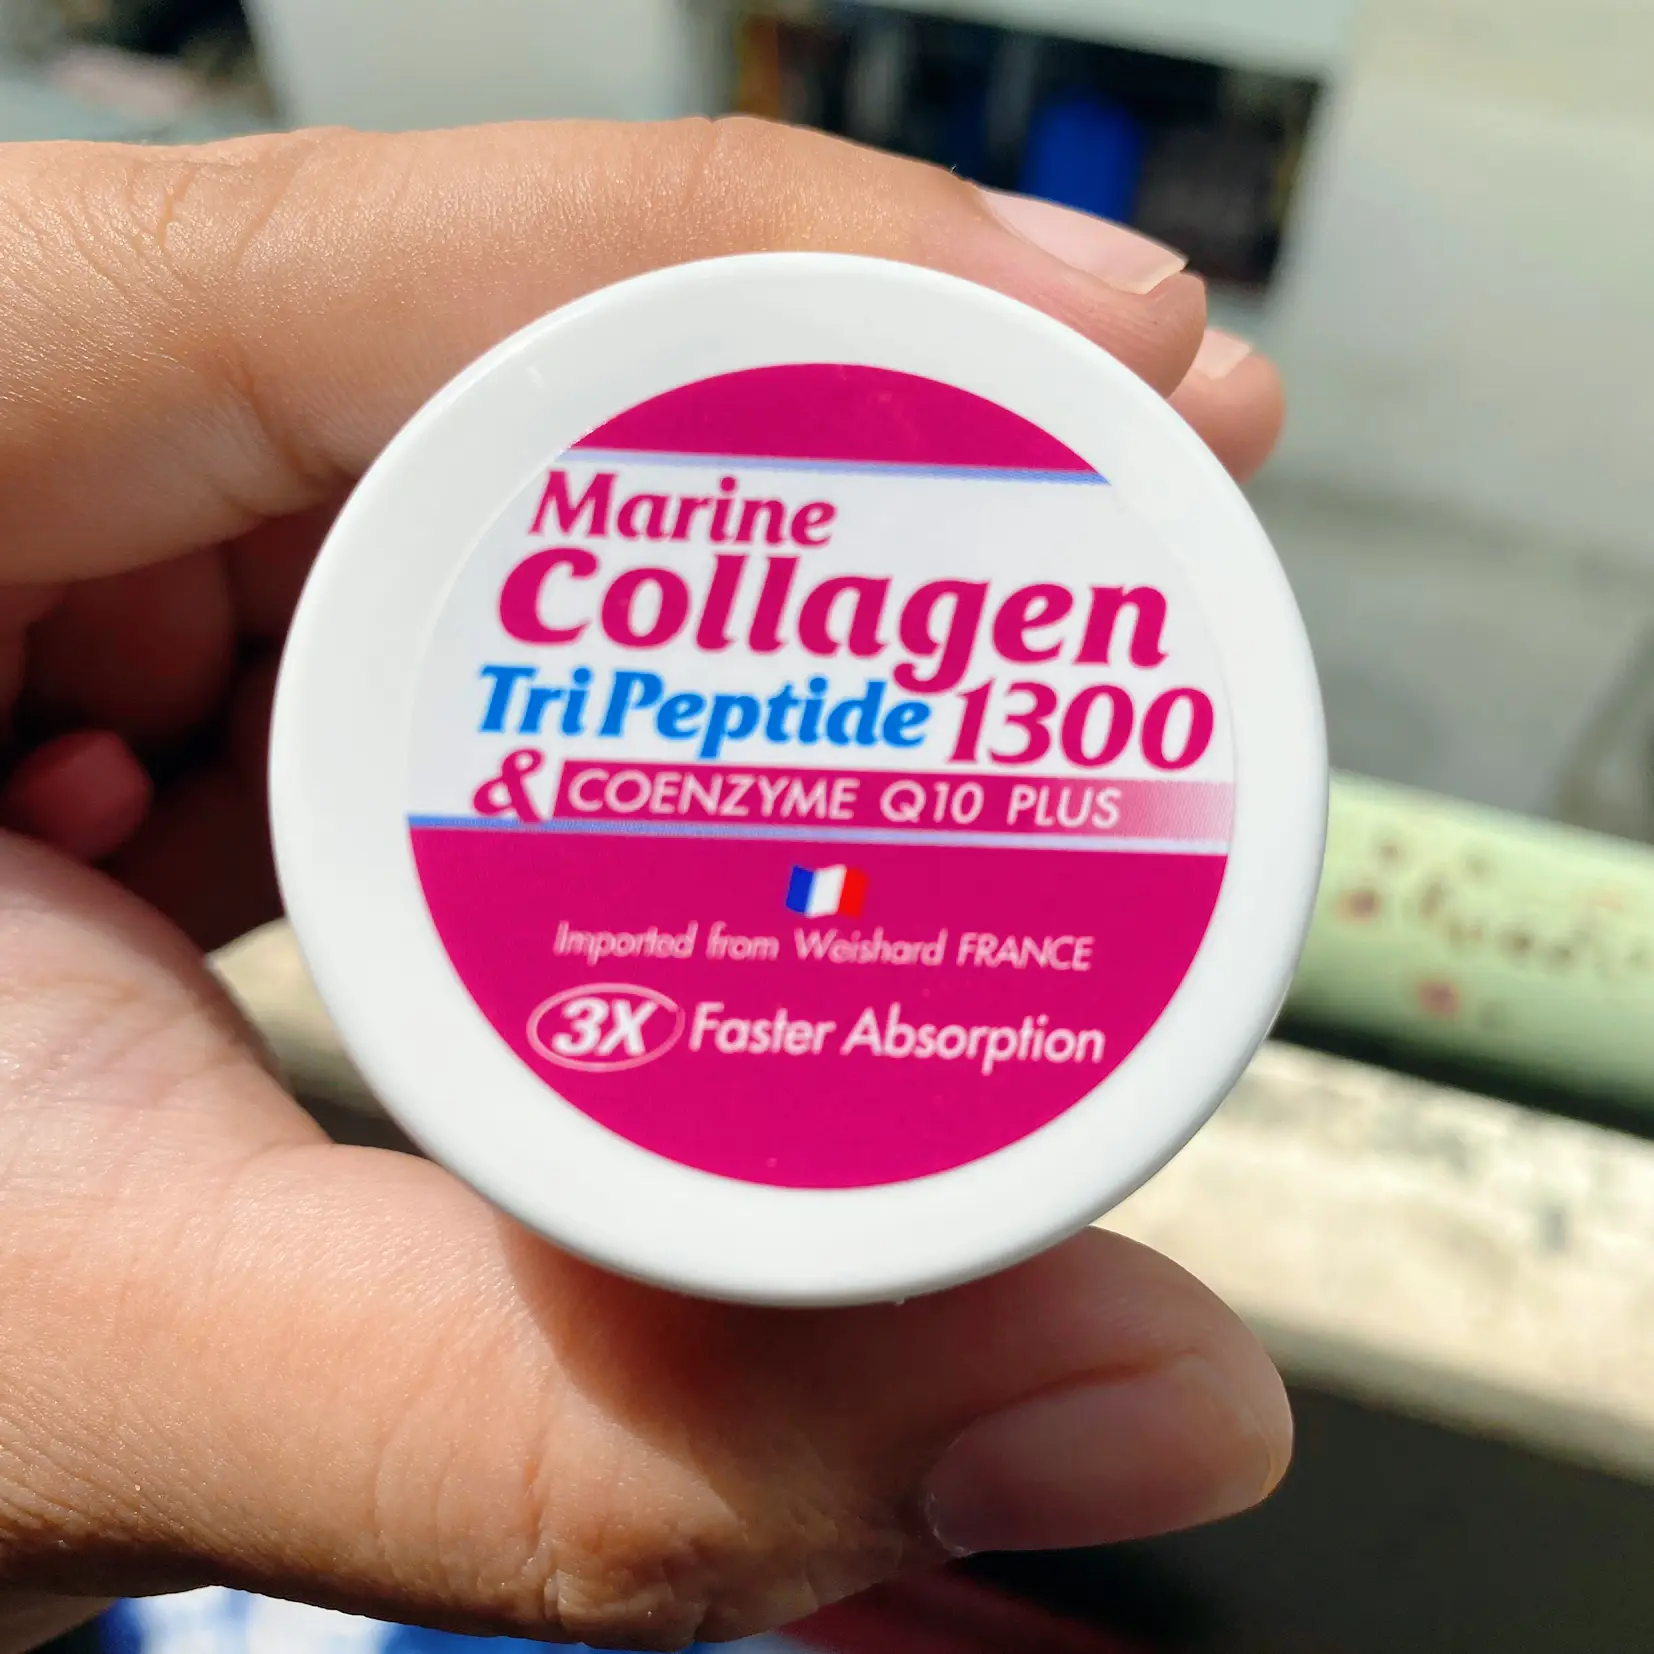 Marine
Collagen
TriPeptide 1300
& COENZYME Q10 PLUS
Imported from Weishard FRANCE
3X Faster Absorption